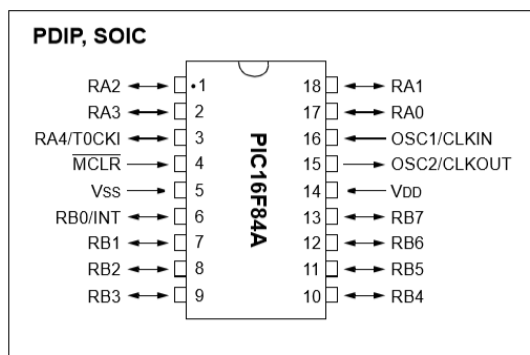 PDIP, SOIC
RA2 1 18 RA1
RA3 2 17 RA0
RA4/T0CKI 3 16 OSC1/CLKIN
MCLR 4 15 OSC2/CLKOUT
VSS 5 14 VDD
RB0/INT 6 13 RB7
RB1 7 12 RB6
RB2 8 11 RB5
RB3 9 10 RB4
PIC16F84A